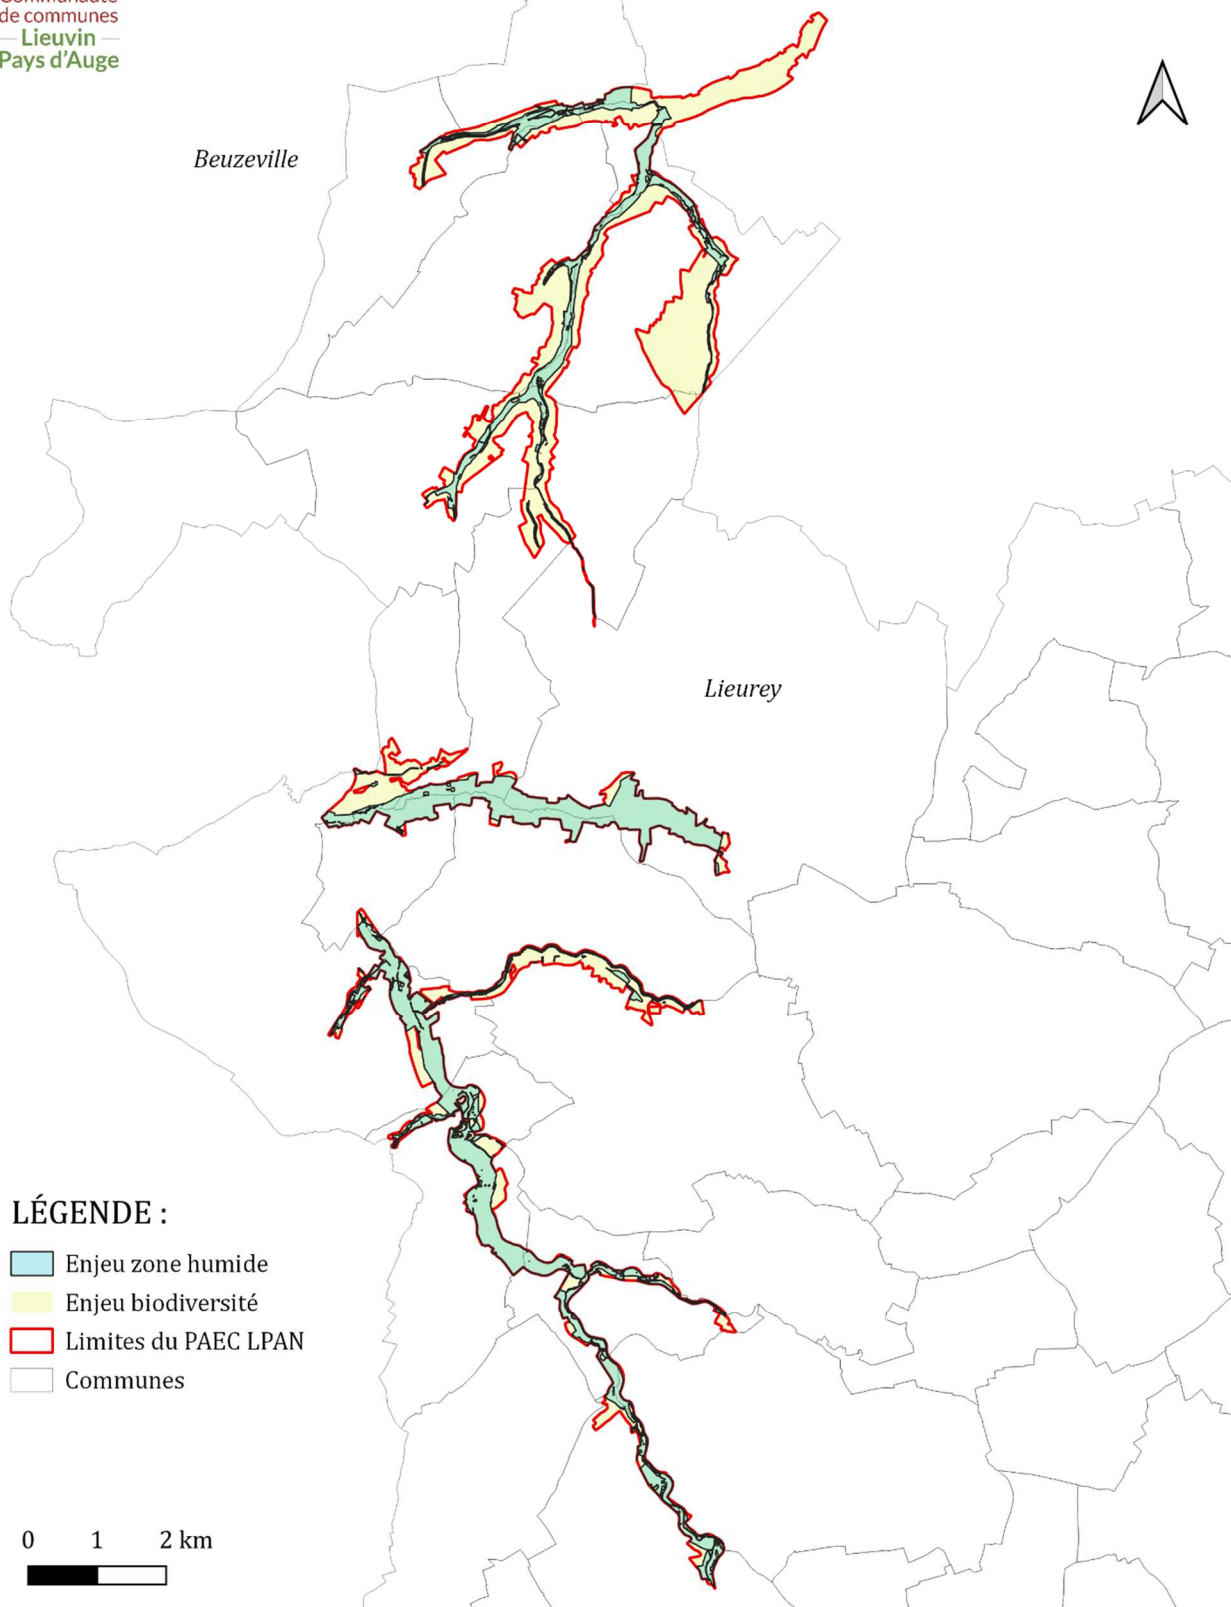 Communauté
de communes
Lieuvin
Pays d'Auge
Beuzeville
Lieurey
LÉGENDE :
Enjeu zone humide
Enjeu biodiversité
Limites du PAEC LPAN
Communes
0 1 2 km